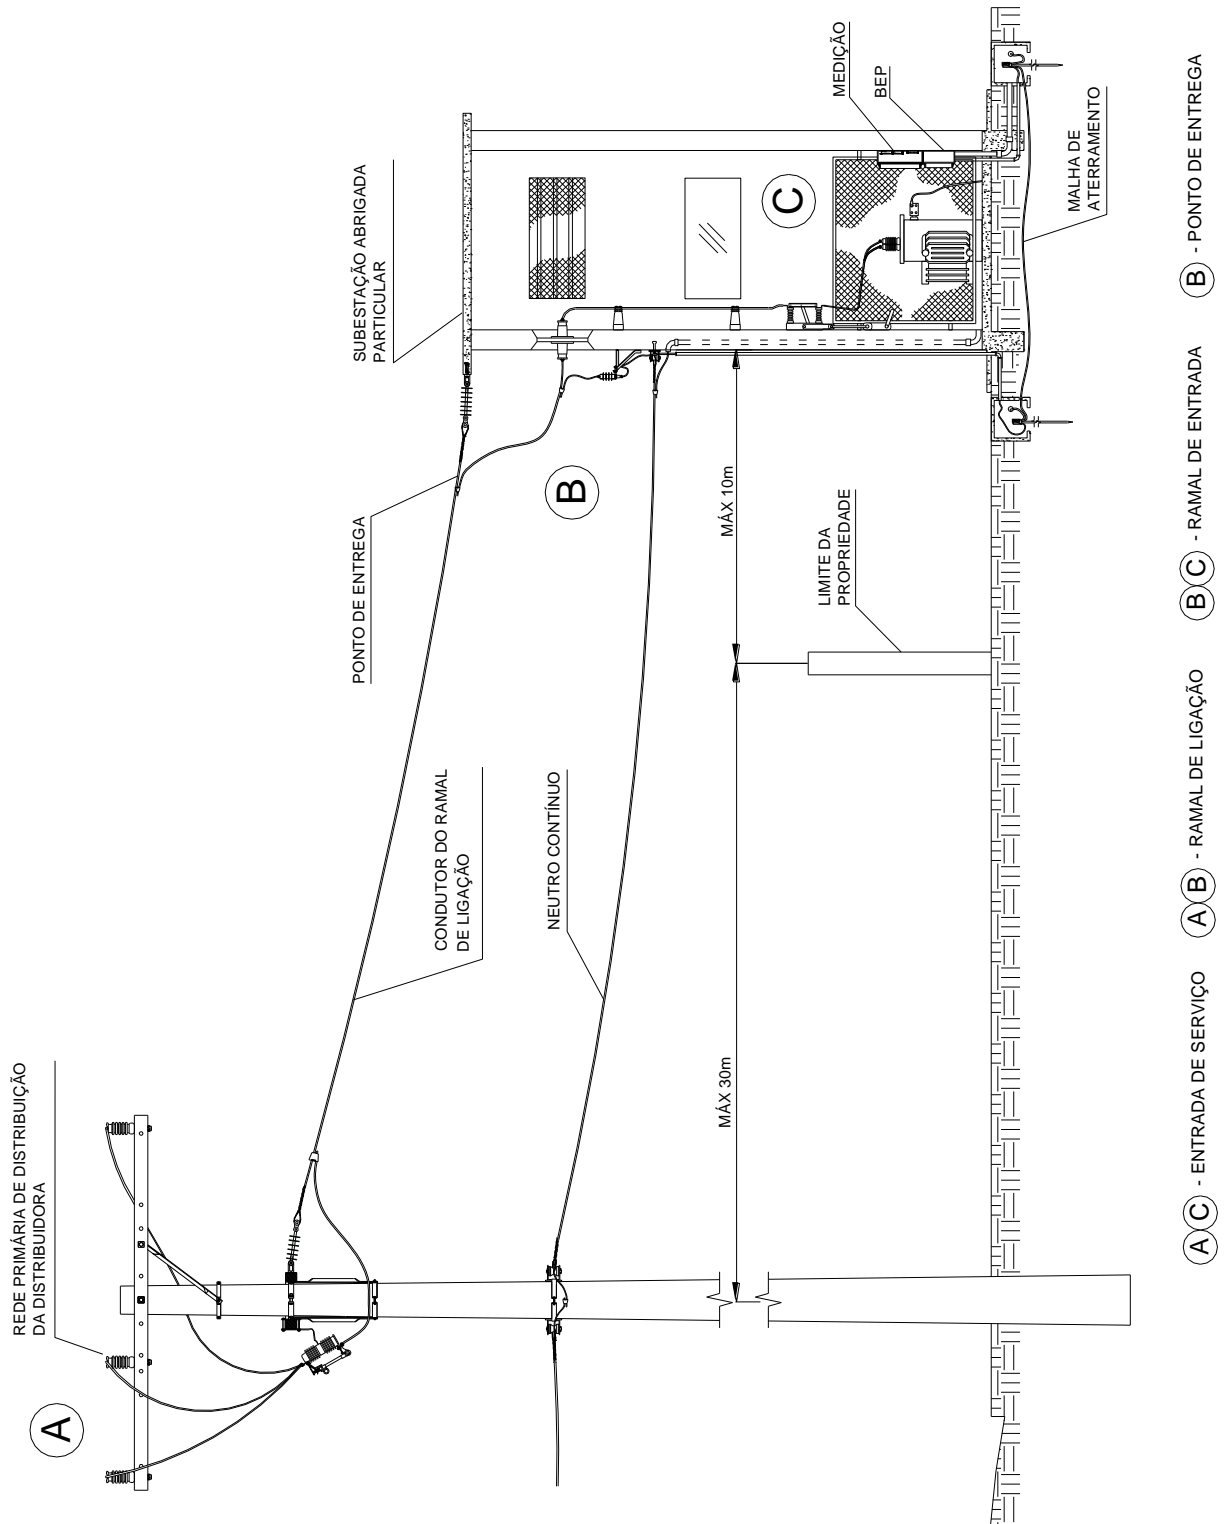 REDE PRIMÁRIA DE DISTRIBUIÇÃO
DA DISTRIBUIDORA
A
CONDUTOR DO RAMAL
DE LIGAÇÃO
NEUTRO CONTÍNUO
PONTO DE ENTREGA
SUBESTAÇÃO ABRIGADA
PARTICULAR
B
C
MEDIÇÃO
BEP
MÁX 30m
MÁX 10m
LIMITE DA
PROPRIEDADE
MALHA DE
ATERRAMENTO
A C - ENTRADA DE SERVIÇO
A B - RAMAL DE LIGAÇÃO
B C - RAMAL DE ENTRADA
B - PONTO DE ENTREGA